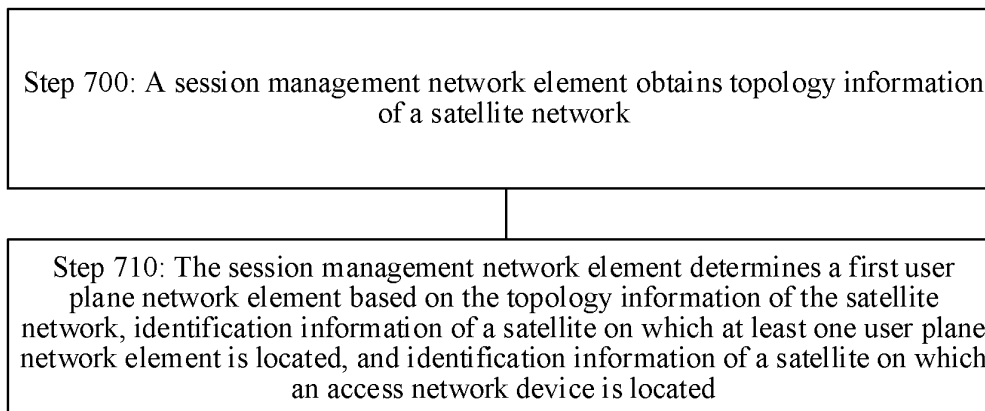 Step 700: A session management network element obtains topology information
of a satellite network
Step 710: The session management network element determines a first user
plane network element based on the topology information of the satellite
network, identification information of a satellite on which at least one user plane
network element is located, and identification information of a satellite on which
an access network device is located